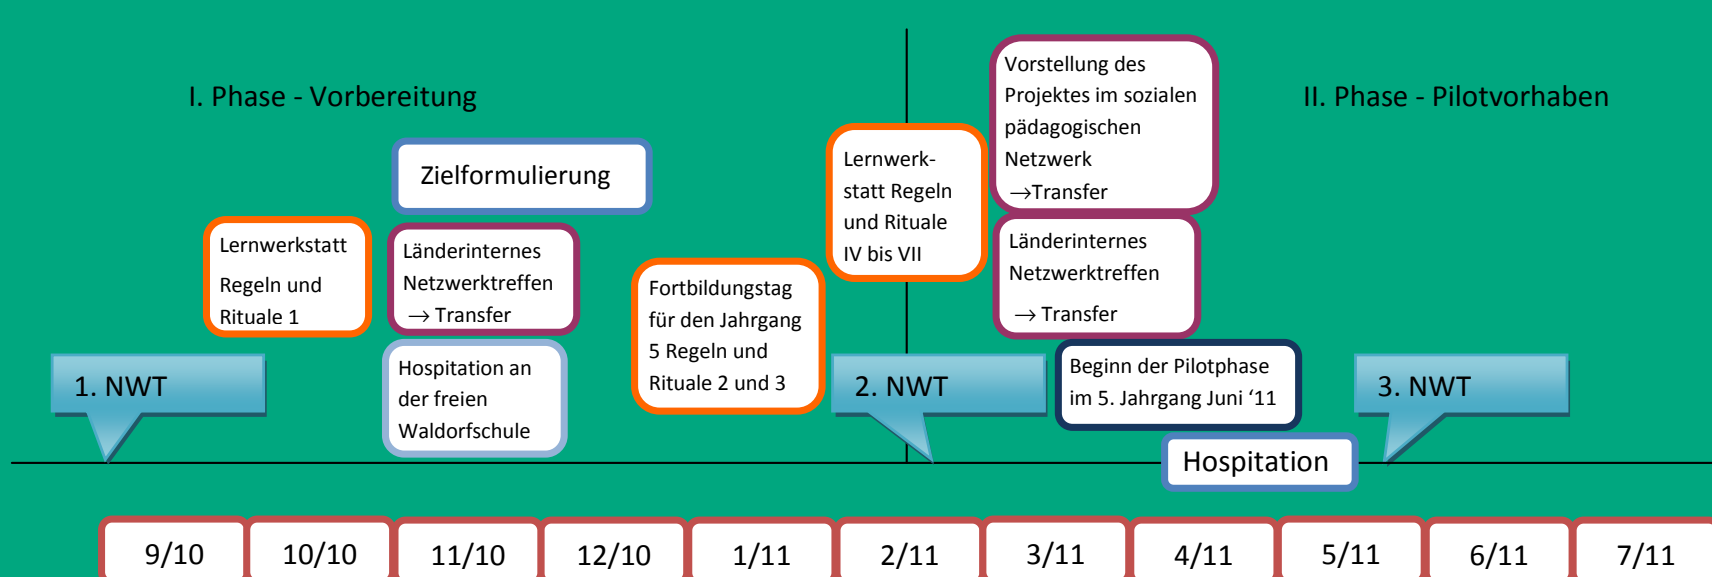 I. Phase - Vorbereitung
II. Phase - Pilotvorhaben
Zielformulierung
Lernwerkstatt
Regeln und
Rituale 1
Länderinternes
Netzwerktreffen
→ Transfer
Hospitation an
der freien
Waldorfschule
Fortbildungstag
für den Jahrgang
5 Regeln und
Rituale 2 und 3
Lernwerk-
statt Regeln
und Rituale
IV bis VII
Vorstellung des
Projektes im sozialen
pädagogischen
Netzwerk
→Transfer
Länderinternes
Netzwerktreffen
→ Transfer
Beginn der Pilotphase
im 5. Jahrgang Juni ‘11
Hospitation
1. NWT
2. NWT
3. NWT
9/10
10/10
11/10
12/10
1/11
2/11
3/11
4/11
5/11
6/11
7/11